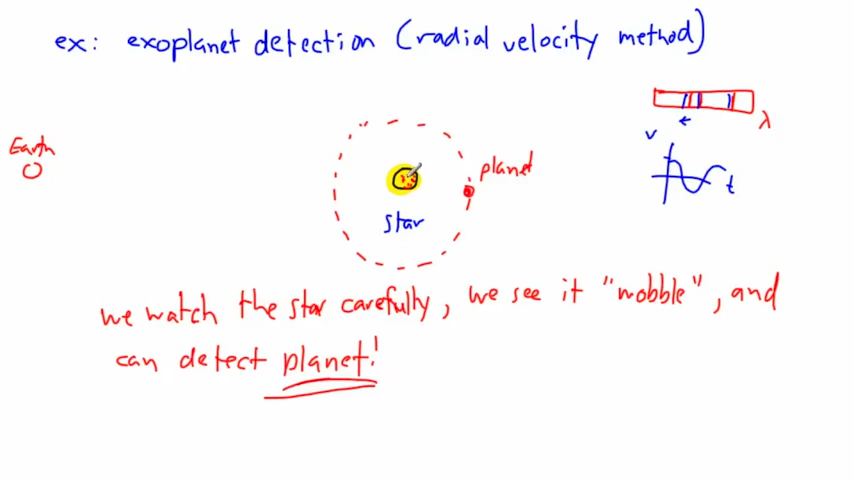 ex: exoplanet detection (radial velocity method)
Earth
planet
star
λ
v
t
we watch the star carefully, we see it "wobble", and
can detect planet!